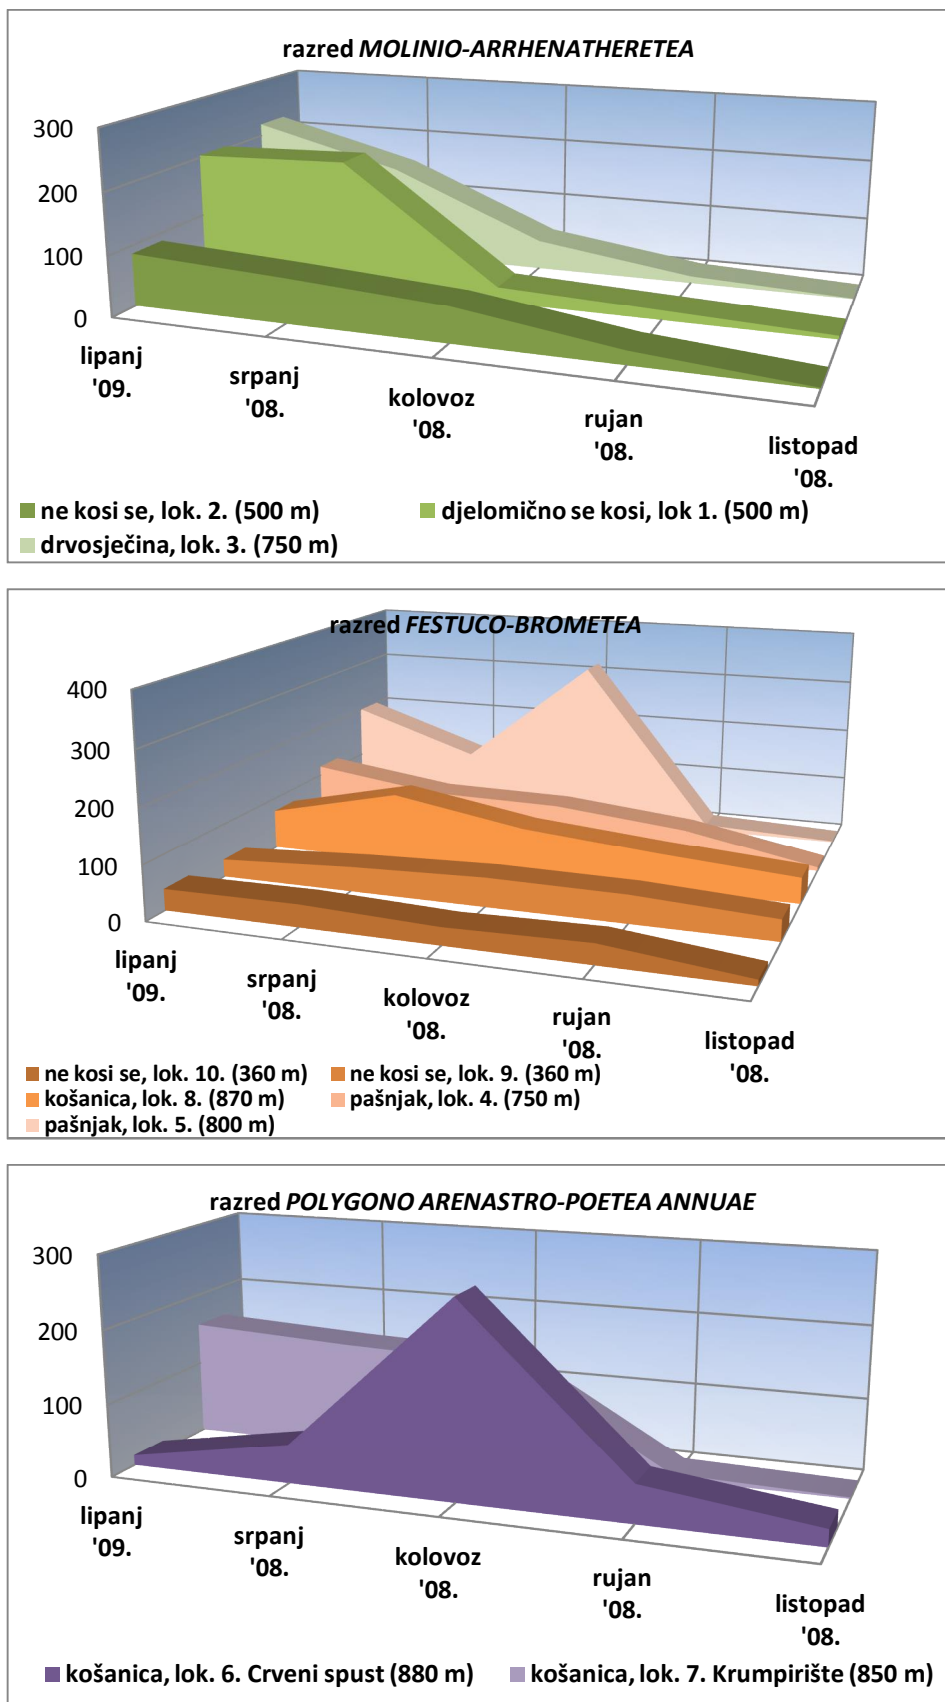 razred MOLINIO-ARRHENATHERETEA
300
200
100
0
lipanj
'09.
srpanj
'08.
kolovoz
'08.
rujan
'08.
listopad
'08.
ne kosi se, lok. 2. (500 m)
djelomično se kosi, lok 1. (500 m)
drvosječina, lok. 3. (750 m)
razred FESTUCO-BROMETEA
400
300
200
100
0
lipanj
'09.
srpanj
'08.
kolovoz
'08.
rujan
'08.
listopad
'08.
ne kosi se, lok. 10. (360 m)
ne kosi se, lok. 9. (360 m)
košanica, lok. 8. (870 m)
pašnjak, lok. 4. (750 m)
pašnjak, lok. 5. (800 m)
razred POLYGONO ARENASTRO-POETEA ANNUAE
300
200
100
0
lipanj
'09.
srpanj
'08.
kolovoz
'08.
rujan
'08.
listopad
'08.
košanica, lok. 6. Crveni spust (880 m)
košanica, lok. 7. Krumpirište (850 m)